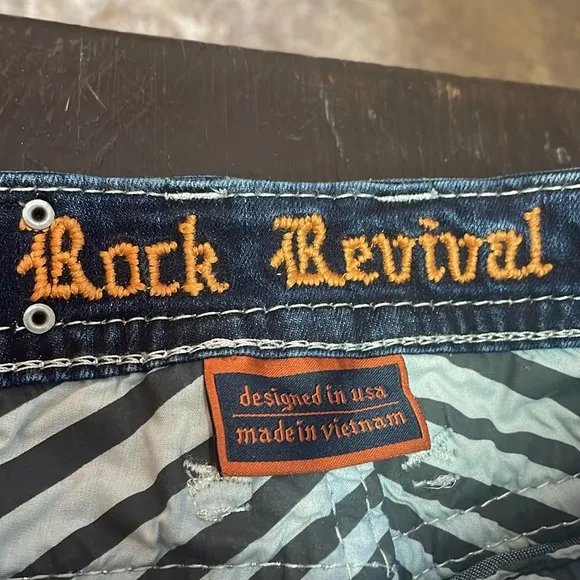 Rock Revival
designed in usa
made in vietnam